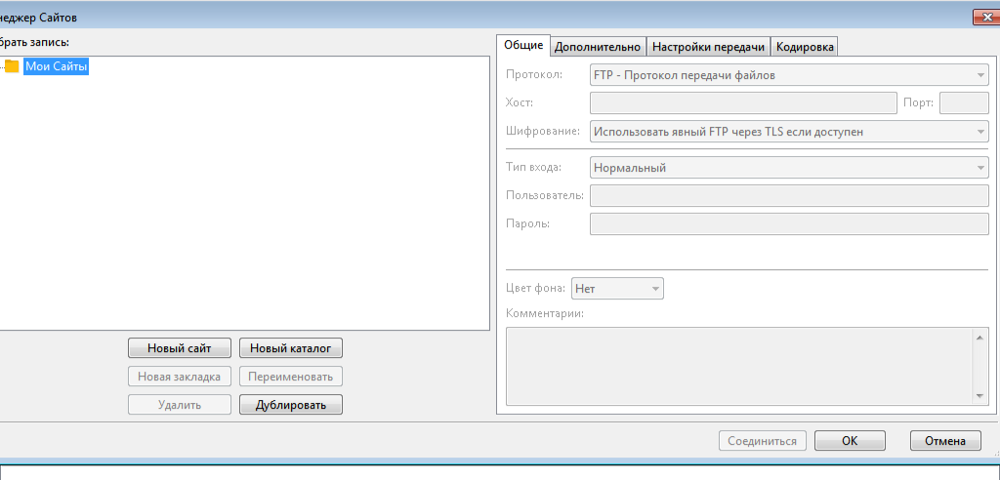 неджер Сайтов
брать запись:
Мои Сайты
Общие
Дополнительно
Настройки передачи
Кодировка
Протокол:
FTP - Протокол передачи файлов
Хост:
Порт:
Шифрование:
Использовать явный FTP через TLS если доступен
Тип входа:
Нормальный
Пользователь:
Пароль:
Цвет фона:
Нет
Комментарии:
Новый сайт
Новый каталог
Новая закладка
Переименовать
Удалить
Дублировать
Соединиться
OK
Отмена